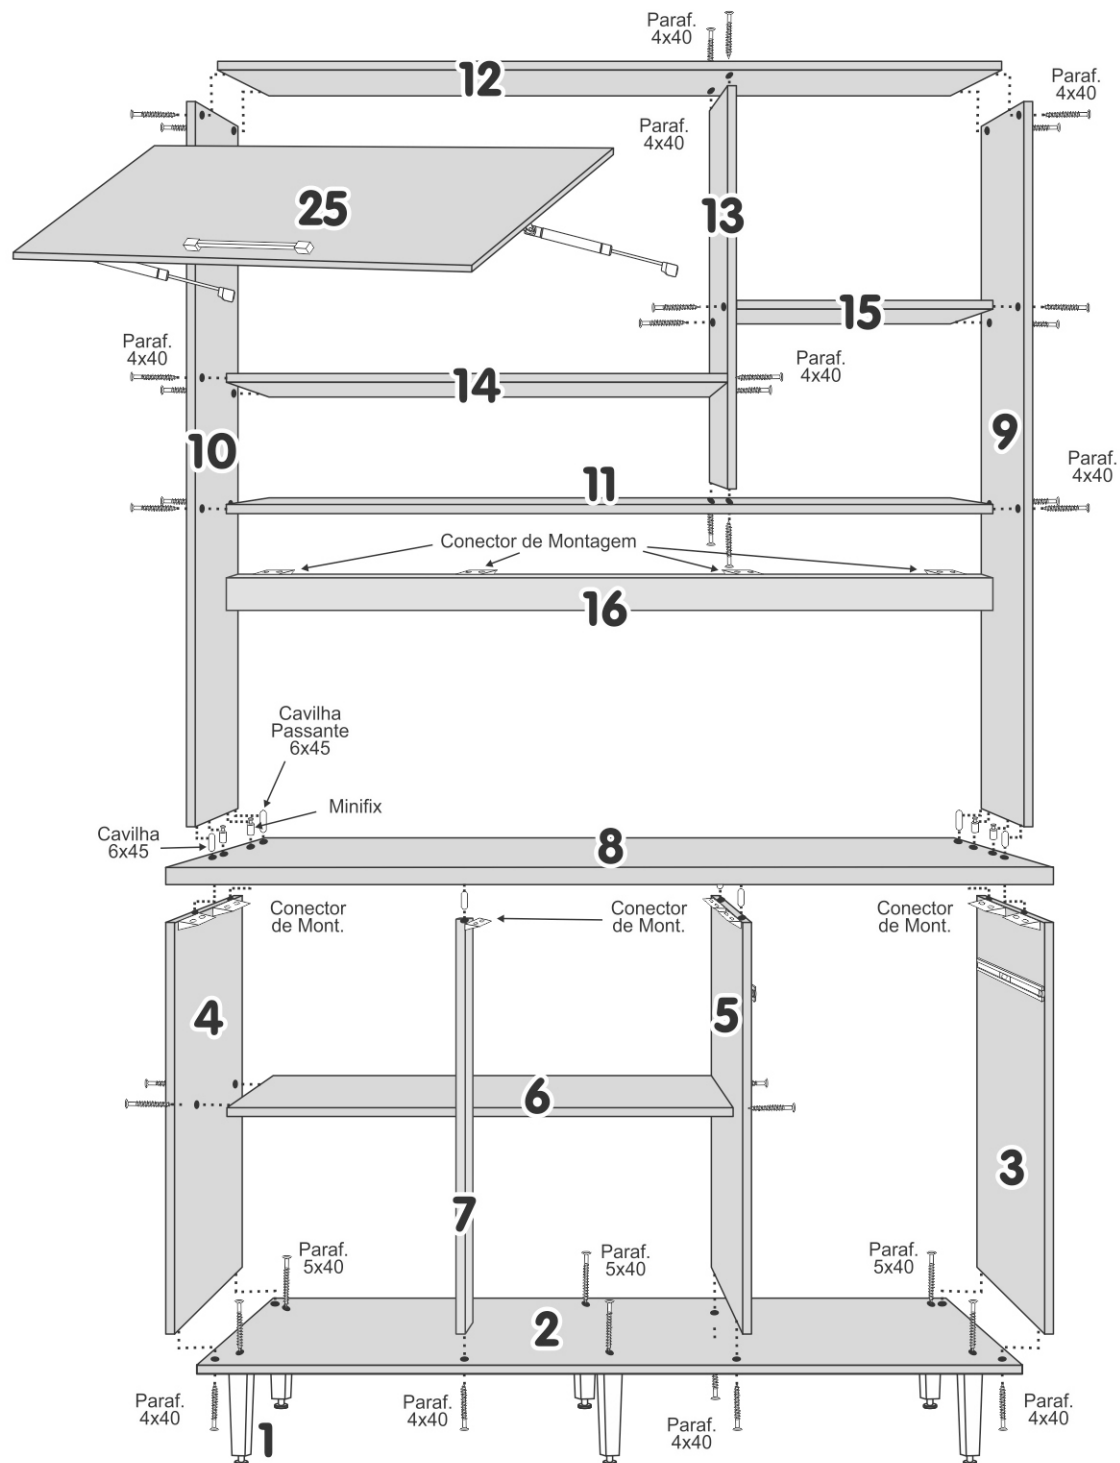 Paraf.
4x40
12
Paraf.
4x40
Paraf.
4x40
25
13
15
Paraf.
4x40
Paraf.
4x40
14
10
9
11
Paraf.
4x40
Conector de Montagem
16
Cavilha
Passante
6x45
Minifix
Cavilha
6x45
8
Conector
de Mont.
Conector
de Mont.
Conector
de Mont.
4
5
6
3
7
Paraf.
5x40
Paraf.
5x40
Paraf.
5x40
2
Paraf.
4x40
1
Paraf.
4x40
Paraf.
4x40
Paraf.
4x40